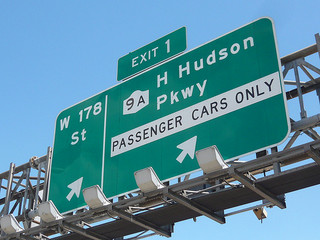 EXIT 1
W 178
St
9A
H Hudson
Pkwy
PASSENGER CARS ONLY